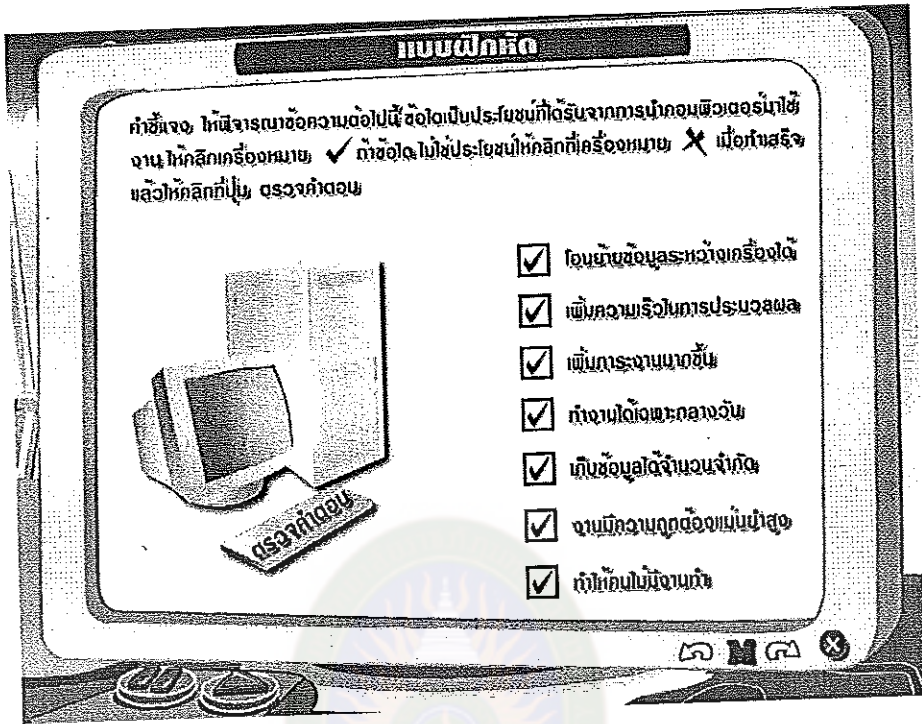 แบบฝึกหัด
คำชี้แจง ให้พิจารณาข้อความต่อไปนี้ ข้อใดเป็นประโยชน์ที่ได้รับจากการนำคอมพิวเตอร์มาใช้
งาน ให้คลิกเครื่องหมาย ✓ ถ้าข้อใด ไม่ใช่ประโยชน์ให้คลิกที่เครื่องหมาย ✗ เมื่อทำเสร็จ
แล้วให้คลิกที่ปุ่ม ตรวจคำตอบ
✓ โอนย้ายข้อมูลระหว่างเครื่องได้
✓ เพิ่มความเร็วในการประมวลผล
✓ เพิ่มภาระงานมากขึ้น
✓ ทำงานได้เฉพาะกลางวัน
✓ เก็บข้อมูลได้จำนวนจำกัด
✓ งานมีความถูกต้องแม่นยำสูง
✓ ทำให้คนไม่มีงานทำ
ตรวจคำตอบ
M